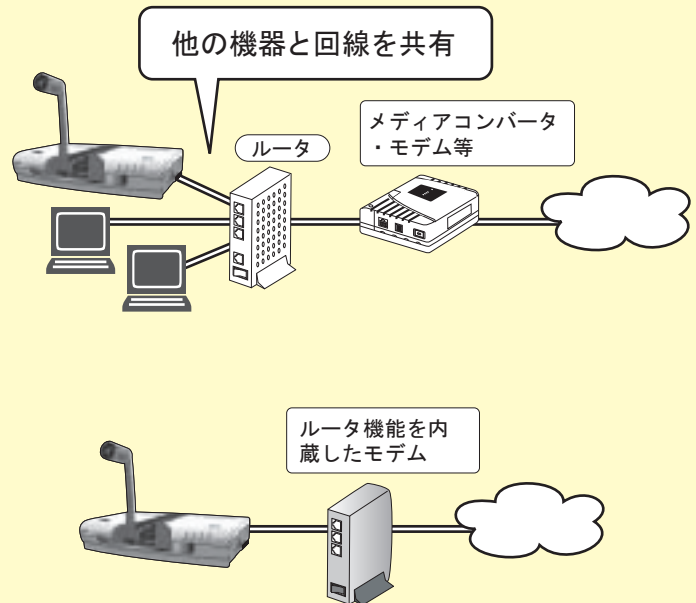 他の機器と回線を共有
ルータ
メディアコンバータ
・モデム等
ルータ機能を内
蔵したモデム